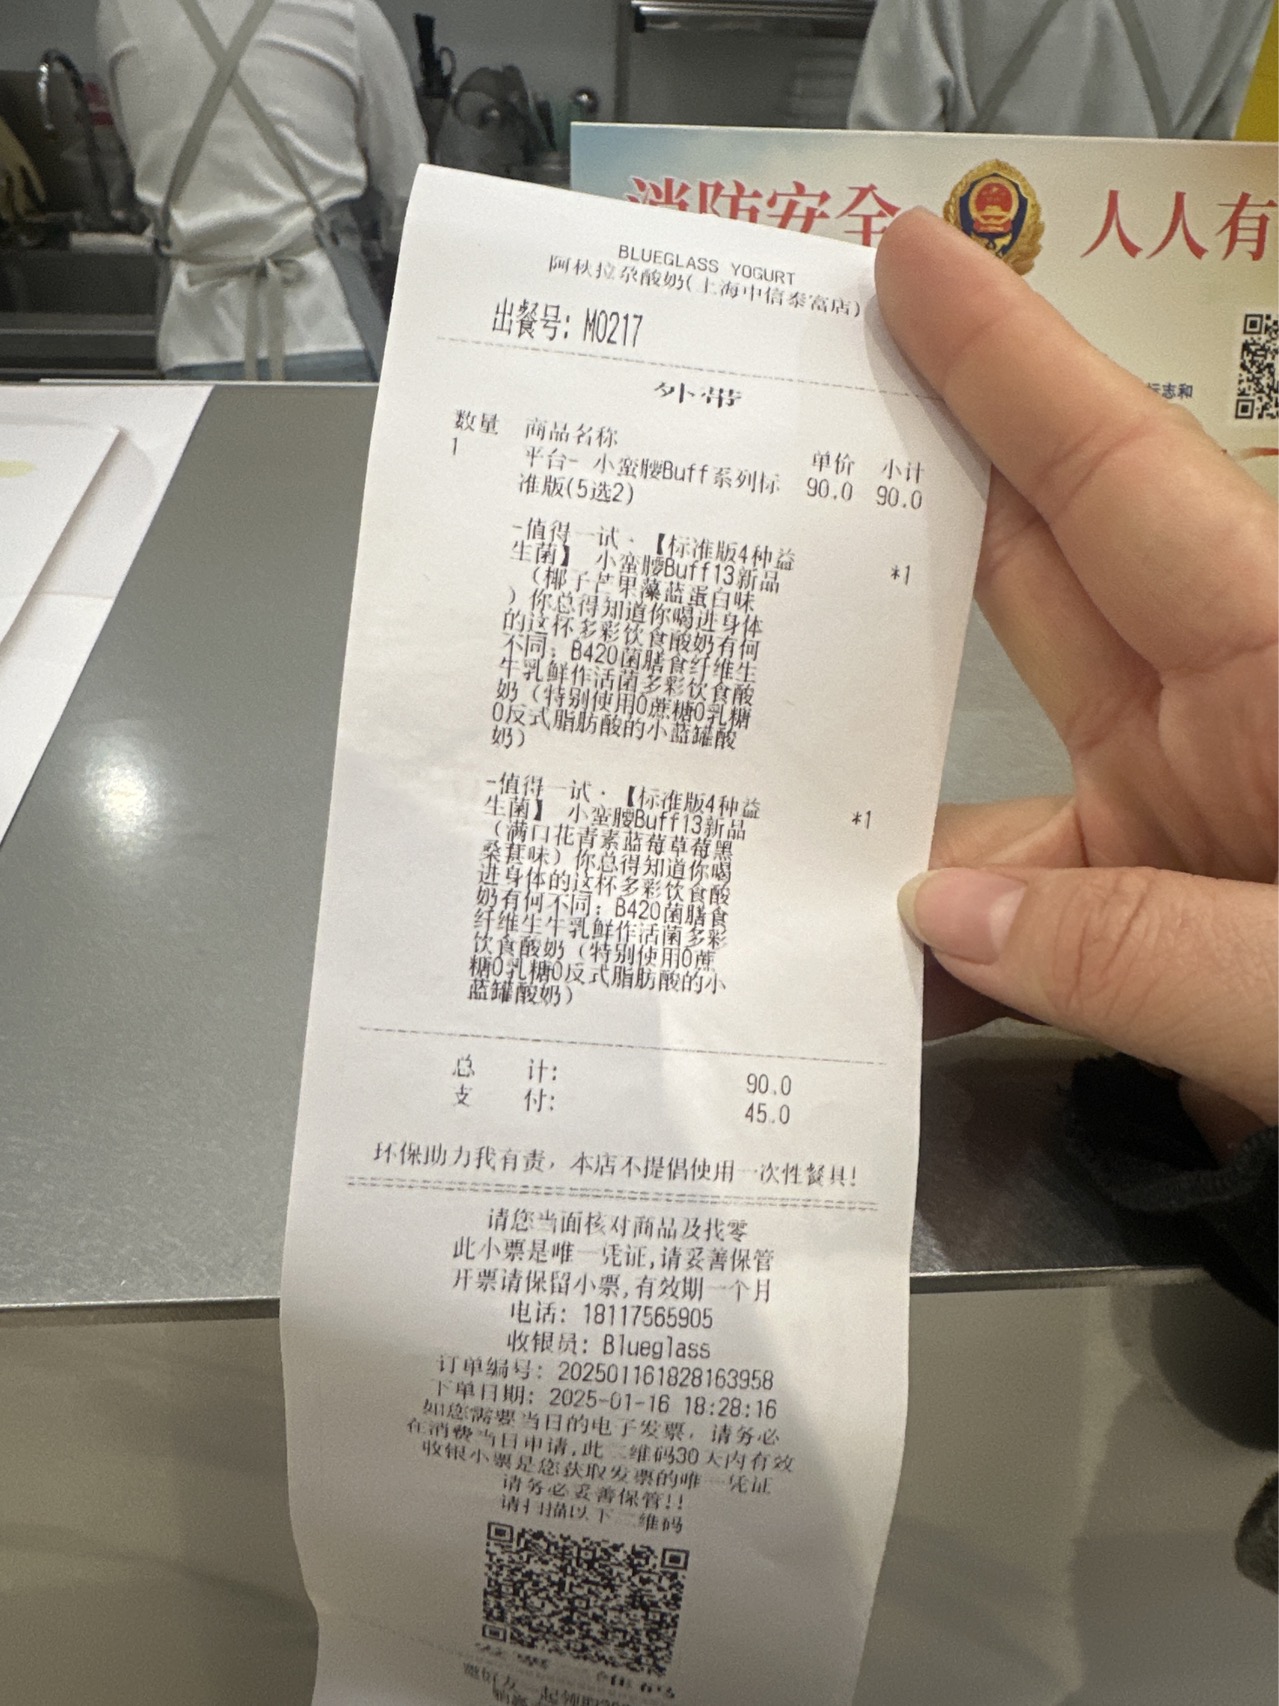 消防安全 人人有
标志和
BLUEGLASS YOGURT
阿秋拉尕酸奶(上海中信泰富店)
出餐号: M0217
外带
数量 商品名称 单价 小计
1 平台- 小蛮腰Buff系列标 90.0 90.0
准版(5选2)
-值得一试·【标准版4种益
生菌】 小蛮腰Buff13新品 *1
(椰子芒果藻蓝蛋白味
)你总得知道你喝进身体
的这杯多彩饮食酸奶有何
不同:B420菌膳食纤维生
牛乳鲜作活菌多彩饮食酸
奶(特别使用0蔗糖0乳糖
0反式脂肪酸的小蓝罐酸
奶)
-值得一试·【标准版4种益
生菌】 小蛮腰Buff13新品 *1
(满口花青素蓝莓草莓黑
桑葚味)你总得知道你喝
进身体的这杯多彩饮食酸
奶有何不同:B420菌膳食
纤维生牛乳鲜作活菌多彩
饮食酸奶(特别使用0蔗
糖0乳糖0反式脂肪酸的小
蓝罐酸奶)
总 计: 90.0
支 付: 45.0
环保助力我有责,本店不提倡使用一次性餐具!
请您当面核对商品及找零
此小票是唯一凭证,请妥善保管
开票请保留小票,有效期一个月
电话: 18117565905
收银员: Blueglass
订单编号: 202501161828163958
下单日期: 2025-01-16 18:28:16
如您需要当日的电子发票, 请务必
在消费当日申请,此二维码30天内有效
收银小票是您获取发票的唯一凭证
请务必妥善保管!!
请扫描以下二维码